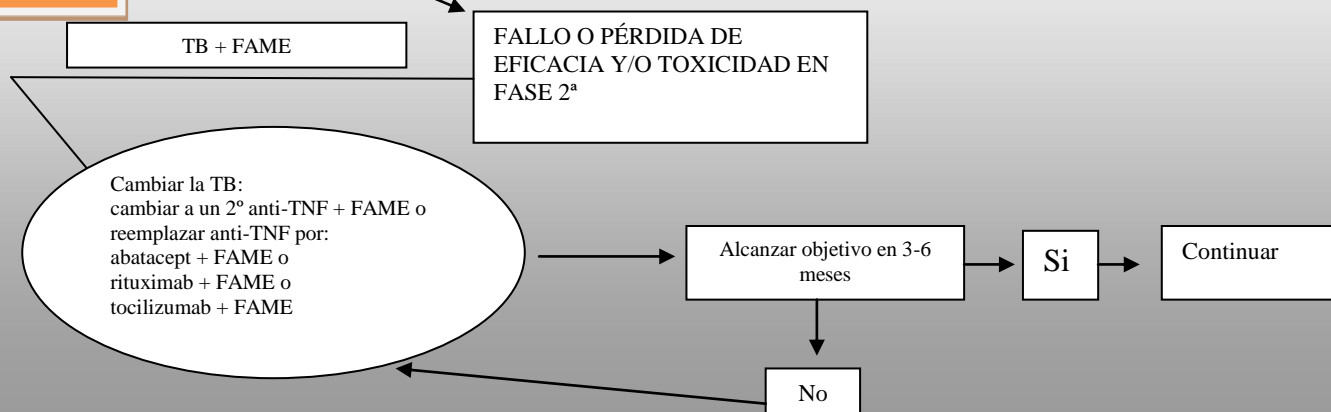 TB + FAME
FALLO O PÉRDIDA DE
EFICACIA Y/O TOXICIDAD EN
FASE 2ª
Cambiar la TB:
cambiar a un 2º anti-TNF + FAME o
reemplazar anti-TNF por:
abatacept + FAME o
rituximab + FAME o
tocilizumab + FAME
Alcanzar objetivo en 3-6
meses
Si
Continuar
No